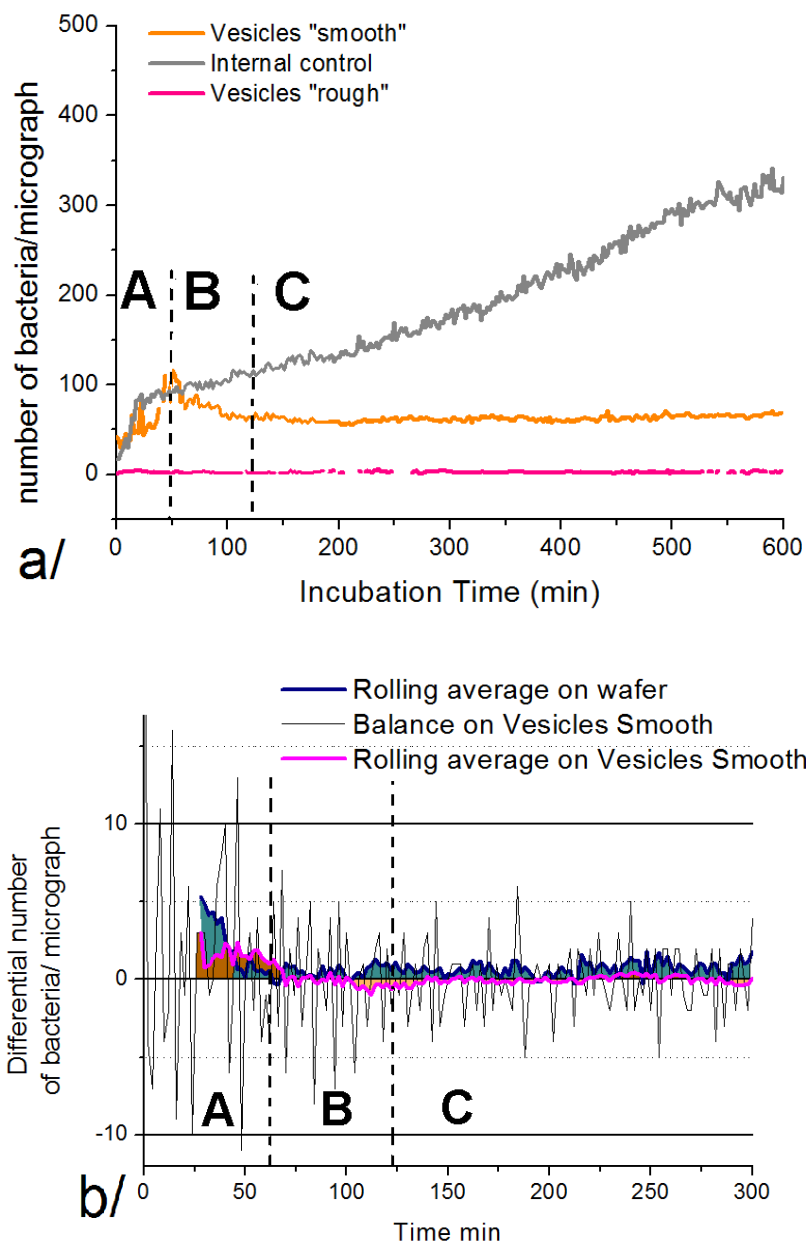 500
Vesicles "smooth"
Internal control
Vesicles "rough"
400
300
200
100
0
number of bacteria/micrograph
A
B
C
0
100
200
300
400
500
600
a/
Incubation Time (min)
Rolling average on wafer
Balance on Vesicles Smooth
Rolling average on Vesicles Smooth
10
0
-10
Differential number
of bacteria/ micrograph
A
B
C
0
50
100
150
200
250
300
b/
Time min